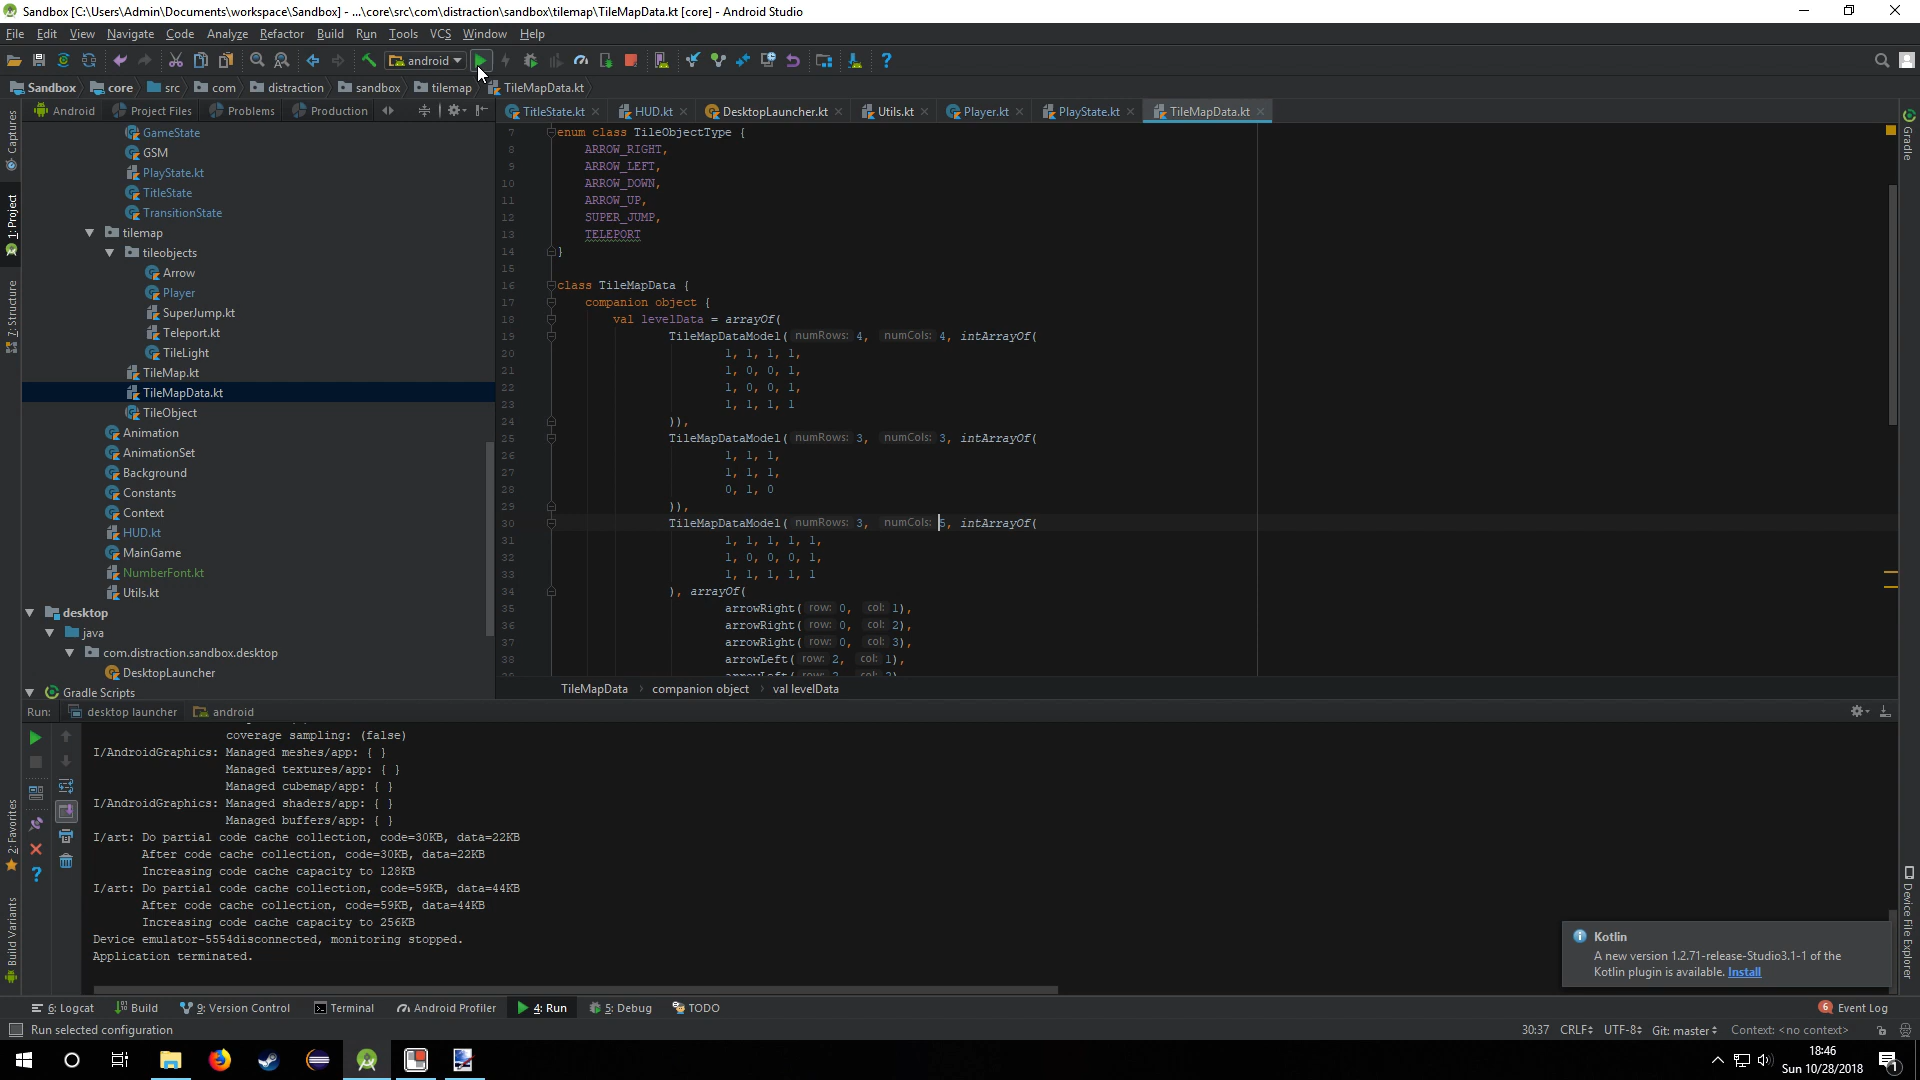 Sandbox [C:\Users\Admin\Documents\workspace\Sandbox] - ...\core\src\com\distraction\sandbox\tilemap\TileMapData.kt [core] - Android Studio
File Edit View Navigate Code Analyze Refactor Build Run Tools VCS Window Help
android
Sandbox core src com distraction sandbox tilemap TileMapData.kt
Android Project Files Problems Production
TitleState.kt HUD.kt DesktopLauncher.kt Utils.kt Player.kt PlayState.kt TileMapData.kt
Captures
1: Project
7: Structure
2: Favorites
Build Variants
Gradle
Device File Explorer
GameState
GSM
PlayState.kt
TitleState
TransitionState
tilemap
tileobjects
Arrow
Player
SuperJump.kt
Teleport.kt
TileLight
TileMap.kt
TileMapData.kt
TileObject
Animation
AnimationSet
Background
Constants
Context
HUD.kt
MainGame
NumberFont.kt
Utils.kt
desktop
java
com.distraction.sandbox.desktop
DesktopLauncher
Gradle Scripts
7 enum class TileObjectType {
8 ARROW_RIGHT,
9 ARROW_LEFT,
10 ARROW_DOWN,
11 ARROW_UP,
12 SUPER_JUMP,
13 TELEPORT
14 }
15
16 class TileMapData {
17 companion object {
18 val levelData = arrayOf(
19 TileMapDataModel( numRows: 4, numCols: 4, intArrayOf(
20 1, 1, 1, 1,
21 1, 0, 0, 1,
22 1, 0, 0, 1,
23 1, 1, 1, 1
24 )),
25 TileMapDataModel( numRows: 3, numCols: 3, intArrayOf(
26 1, 1, 1,
27 1, 1, 1,
28 0, 1, 0
29 )),
30 TileMapDataModel( numRows: 3, numCols: 5, intArrayOf(
31 1, 1, 1, 1, 1,
32 1, 0, 0, 0, 1,
33 1, 1, 1, 1, 1
34 ), arrayOf(
35 arrowRight( row: 0, col: 1),
36 arrowRight( row: 0, col: 2),
37 arrowRight( row: 0, col: 3),
38 arrowLeft( row: 2, col: 1),
TileMapData companion object val levelData
Run: desktop launcher android
coverage sampling: (false)
I/AndroidGraphics: Managed meshes/app: { }
Managed textures/app: { }
Managed cubemap/app: { }
I/AndroidGraphics: Managed shaders/app: { }
Managed buffers/app: { }
I/art: Do partial code cache collection, code=30KB, data=22KB
After code cache collection, code=30KB, data=22KB
Increasing code cache capacity to 128KB
I/art: Do partial code cache collection, code=59KB, data=44KB
After code cache collection, code=59KB, data=44KB
Increasing code cache capacity to 256KB
Device emulator-5554disconnected, monitoring stopped.
Application terminated.
Kotlin
A new version 1.2.71-release-Studio3.1-1 of the
Kotlin plugin is available. Install
6: Logcat Build 9: Version Control Terminal Android Profiler 4: Run 5: Debug TODO 6 Event Log
Run selected configuration 30:37 CRLF UTF-8 Git: master Context: <no context>
18:46
Sun 10/28/2018
1